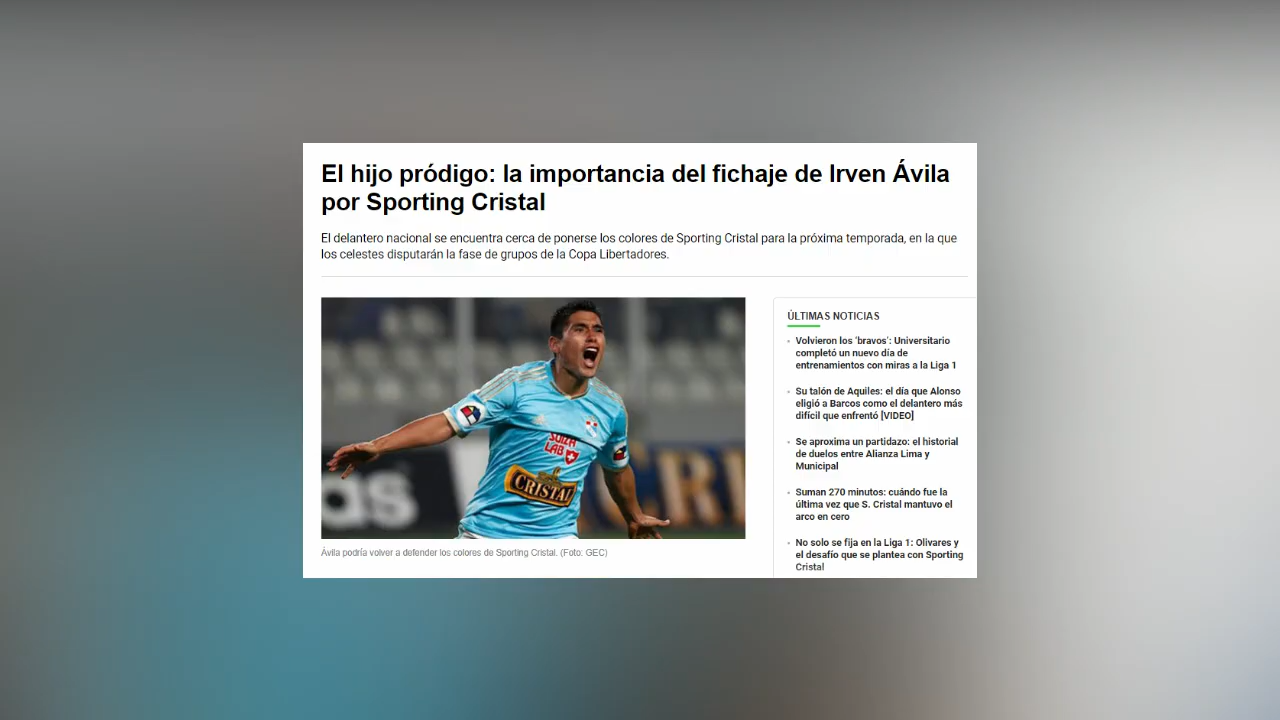 El hijo pródigo: la importancia del fichaje de Irven Ávila
por Sporting Cristal
El delantero nacional se encuentra cerca de ponerse los colores de Sporting Cristal para la próxima temporada, en la que
los celestes disputarán la fase de grupos de la Copa Libertadores.
as
CRI
SUIZA
LAB
CRISTAL
Ávila podría volver a defender los colores de Sporting Cristal. (Foto: GEC)
ÚLTIMAS NOTICIAS
Volvieron los 'bravos': Universitario
completó un nuevo día de
entrenamientos con miras a la Liga 1
Su talón de Aquiles: el día que Alonso
eligió a Barcos como el delantero más
difícil que enfrentó [VIDEO]
Se aproxima un partidazo: el historial
de duelos entre Alianza Lima y
Municipal
Suman 270 minutos: cuándo fue la
última vez que S. Cristal mantuvo el
arco en cero
No solo se fija en la Liga 1: Olivares y
el desafío que se plantea con Sporting
Cristal